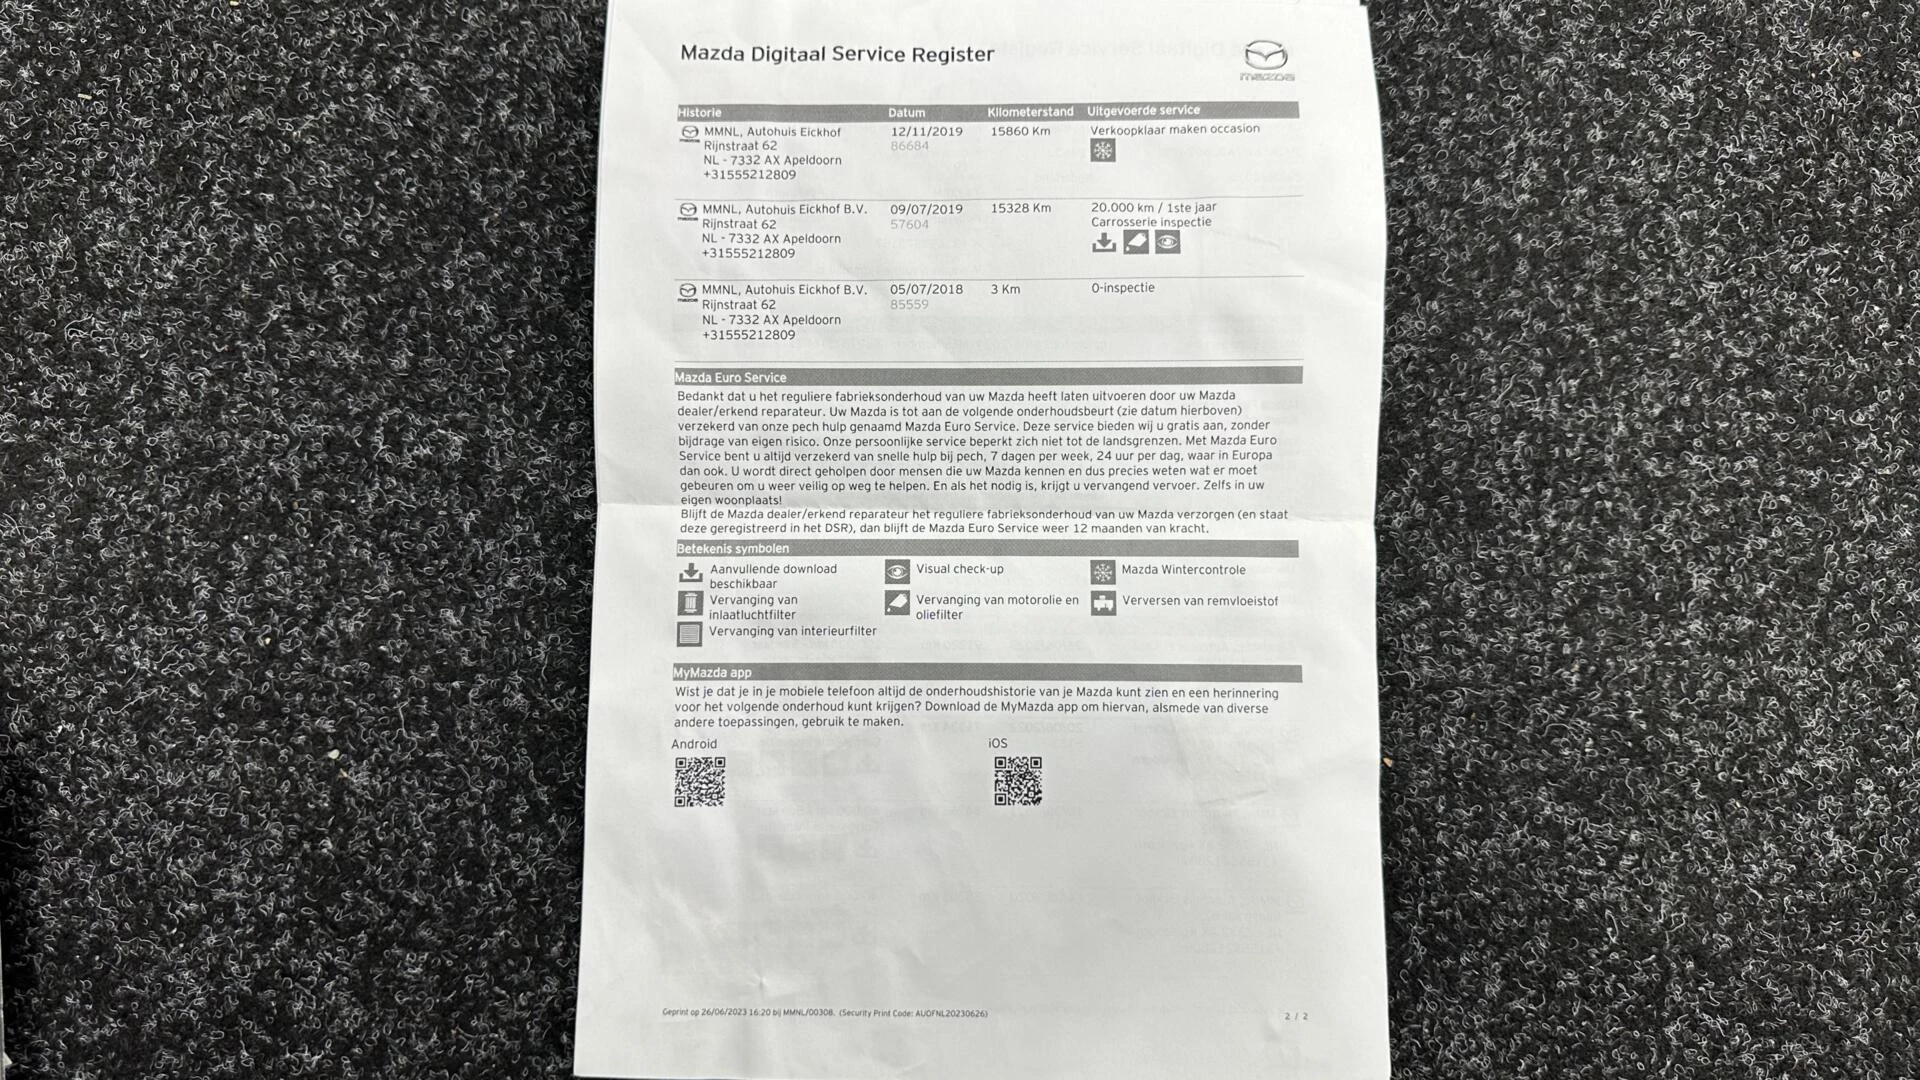 Mazda Digitaal Service Register
mazda
Historie Datum Kilometerstand Uitgevoerde service
MMNL, Autohuis Eickhof 12/11/2019 15860 Km Verkoopklaar maken occasion
Rijnstraat 62 86684
NL - 7332 AX Apeldoorn
+31555212809
MMNL, Autohuis Eickhof B.V. 09/07/2019 15328 Km 20.000 km / 1ste jaar
Rijnstraat 62 57604 Carrosserie inspectie
NL - 7332 AX Apeldoorn
+31555212809
MMNL, Autohuis Eickhof B.V. 05/07/2018 3 Km 0-inspectie
Rijnstraat 62 85559
NL - 7332 AX Apeldoorn
+31555212809
Mazda Euro Service
Bedankt dat u het reguliere fabrieksonderhoud van uw Mazda heeft laten uitvoeren door uw Mazda
dealer/erkend reparateur. Uw Mazda is tot aan de volgende onderhoudsbeurt (zie datum hierboven)
verzekerd van onze pech hulp genaamd Mazda Euro Service. Deze service bieden wij u gratis aan, zonder
bijdrage van eigen risico. Onze persoonlijke service beperkt zich niet tot de landsgrenzen. Met Mazda Euro
Service bent u altijd verzekerd van snelle hulp bij pech, 7 dagen per week, 24 uur per dag, waar in Europa
dan ook. U wordt direct geholpen door mensen die uw Mazda kennen en dus precies weten wat er moet
gebeuren om u weer veilig op weg te helpen. En als het nodig is, krijgt u vervangend vervoer. Zelfs in uw
eigen woonplaats!
Blijft de Mazda dealer/erkend reparateur het reguliere fabrieksonderhoud van uw Mazda verzorgen (en staat
deze geregistreerd in het DSR), dan blijft de Mazda Euro Service weer 12 maanden van kracht.
Betekenis symbolen
Aanvullende download Visual check-up Mazda Wintercontrole
beschikbaar
Vervanging van Vervanging van motorolie en Verversen van remvloeistof
inlaatluchtfilter oliefilter
Vervanging van interieurfilter
MyMazda app
Wist je dat je in je mobiele telefoon altijd de onderhoudshistorie van je Mazda kunt zien en een herinnering
voor het volgende onderhoud kunt krijgen? Download de MyMazda app om hiervan, alsmede van diverse
andere toepassingen, gebruik te maken.
Android iOS
Geprint op 26/06/2023 16:20 bij MMNL/00308. (Security Print Code: AUOFNL20230626) 2 / 2